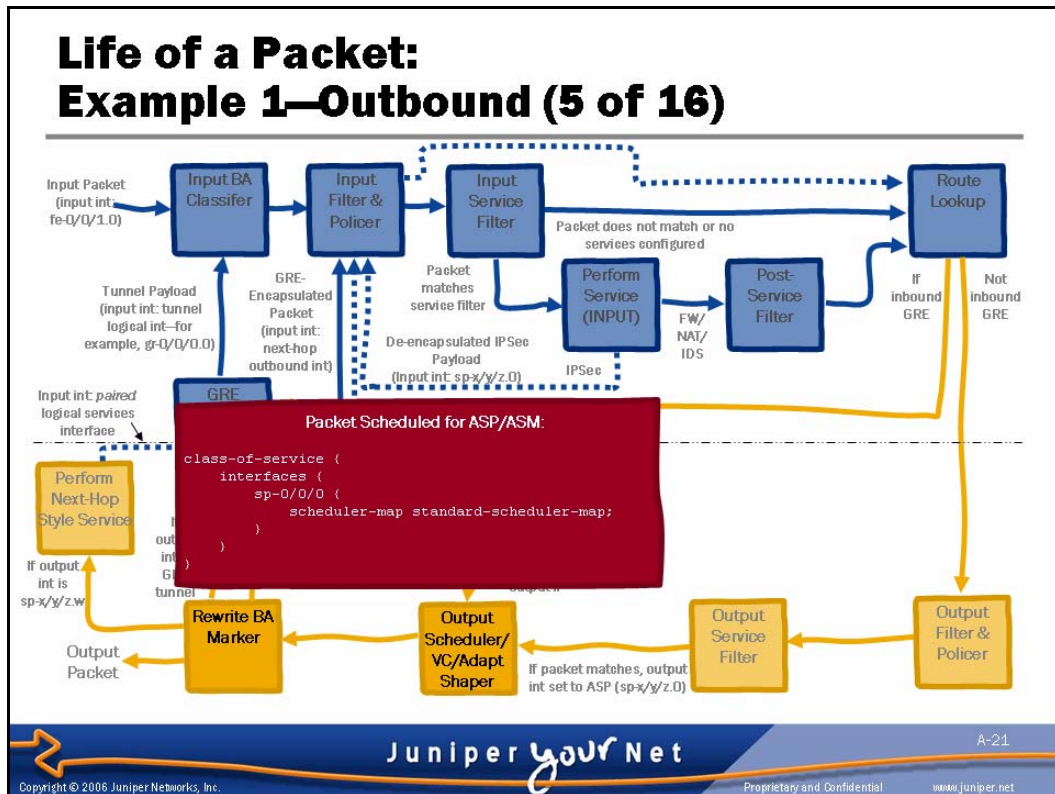 Life of a Packet:
Example 1—Outbound (5 of 16)
Input Packet
(input int:
fe-0/0/1.0)
Input BA
Classifer
Input
Filter &
Policer
Input
Service
Filter
Route
Lookup
Packet does not match or no
services configured
Tunnel Payload
(input int: tunnel
logical int—for
example, gr-0/0/0.0)
GRE-
Encapsulated
Packet
(input int:
next-hop
outbound int)
Packet
matches
service filter
Perform
Service
(INPUT)
FW/
NAT/
IDS
Post-
Service
Filter
If
inbound
GRE
Not
inbound
GRE
De-encapsulated IPSec
Payload
(Input int: sp-x/y/z.0)
IPSec
Input int: paired
logical services
interface
GRE
Packet Scheduled for ASP/ASM:
class-of-service {
interfaces {
sp-0/0/0 {
scheduler-map standard-scheduler-map;
}
}
}
Perform
Next-Hop
Style Service
tunnel
If output
int is
sp-x/y/z.w
Output
Packet
Rewrite BA
Marker
Output
Scheduler/
VC/Adapt
Shaper
If packet matches, output
int set to ASP (sp-x/y/z.0)
Output
Service
Filter
Output
Filter &
Policer
Juniper your Net
A-21
Copyright © 2006 Juniper Networks, Inc.
Proprietary and Confidential
www.juniper.net